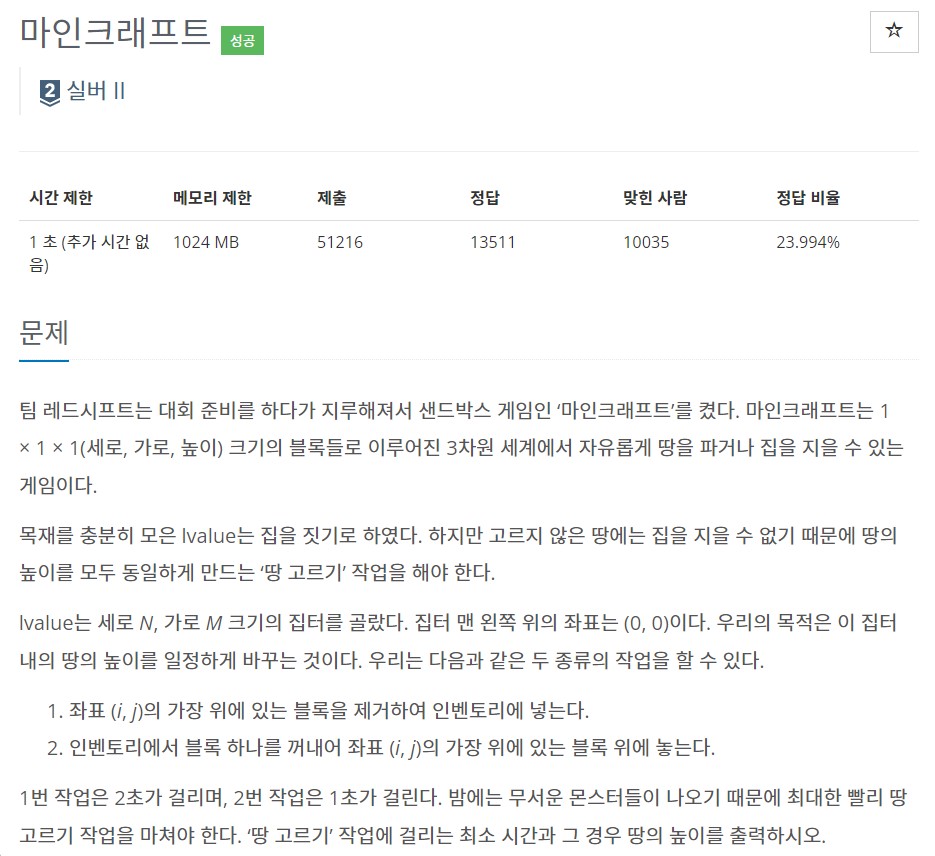 마인크래프트 성공
☆
2 실버 II
시간 제한 메모리 제한 제출 정답 맞힌 사람 정답 비율
1 초 (추가 시간 없 1024 MB 51216 13511 10035 23.994%
음)
문제
팀 레드시프트는 대회 준비를 하다가 지루해져서 샌드박스 게임인 ‘마인크래프트’를 켰다. 마인크래프트는 1
× 1 × 1(세로, 가로, 높이) 크기의 블록들로 이루어진 3차원 세계에서 자유롭게 땅을 파거나 집을 지을 수 있는
게임이다.
목재를 충분히 모은 lvalue는 집을 짓기로 하였다. 하지만 고르지 않은 땅에는 집을 지을 수 없기 때문에 땅의
높이를 모두 동일하게 만드는 ‘땅 고르기’ 작업을 해야 한다.
lvalue는 세로 N, 가로 M 크기의 집터를 골랐다. 집터 맨 왼쪽 위의 좌표는 (0, 0)이다. 우리의 목적은 이 집터
내의 땅의 높이를 일정하게 바꾸는 것이다. 우리는 다음과 같은 두 종류의 작업을 할 수 있다.
1. 좌표 (i, j)의 가장 위에 있는 블록을 제거하여 인벤토리에 넣는다.
2. 인벤토리에서 블록 하나를 꺼내어 좌표 (i, j)의 가장 위에 있는 블록 위에 놓는다.
1번 작업은 2초가 걸리며, 2번 작업은 1초가 걸린다. 밤에는 무서운 몬스터들이 나오기 때문에 최대한 빨리 땅
고르기 작업을 마쳐야 한다. ‘땅 고르기’ 작업에 걸리는 최소 시간과 그 경우 땅의 높이를 출력하시오.